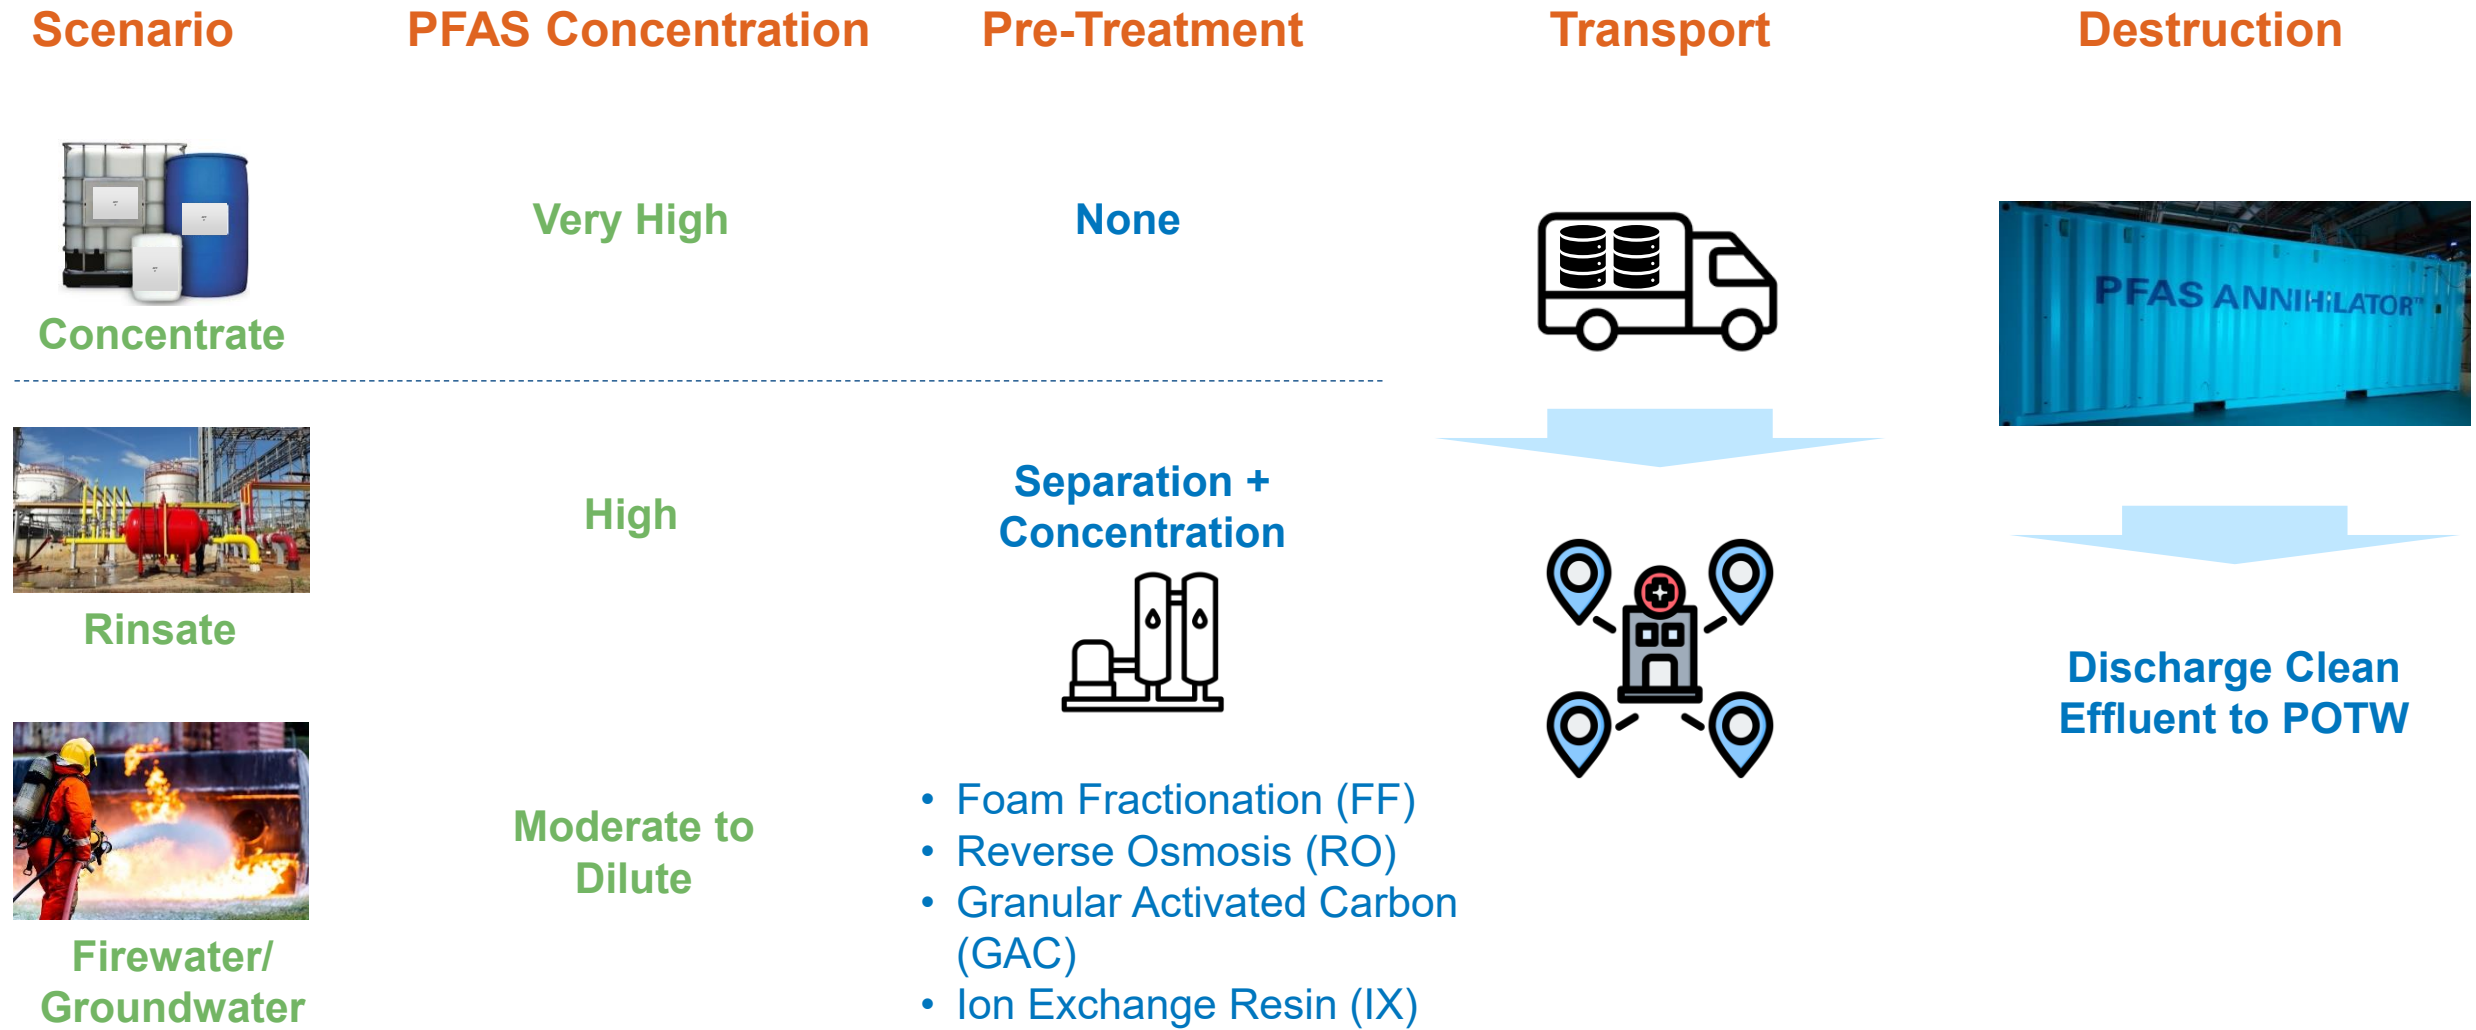 Scenario
PFAS Concentration
Pre-Treatment
Transport
Destruction
Concentrate
Very High
None
PFAS ANNIHILATOR™
Rinsate
High
Separation +
Concentration
Firewater/
Groundwater
Moderate to
Dilute
• Foam Fractionation (FF)
• Reverse Osmosis (RO)
• Granular Activated Carbon
(GAC)
• Ion Exchange Resin (IX)
Discharge Clean
Effluent to POTW